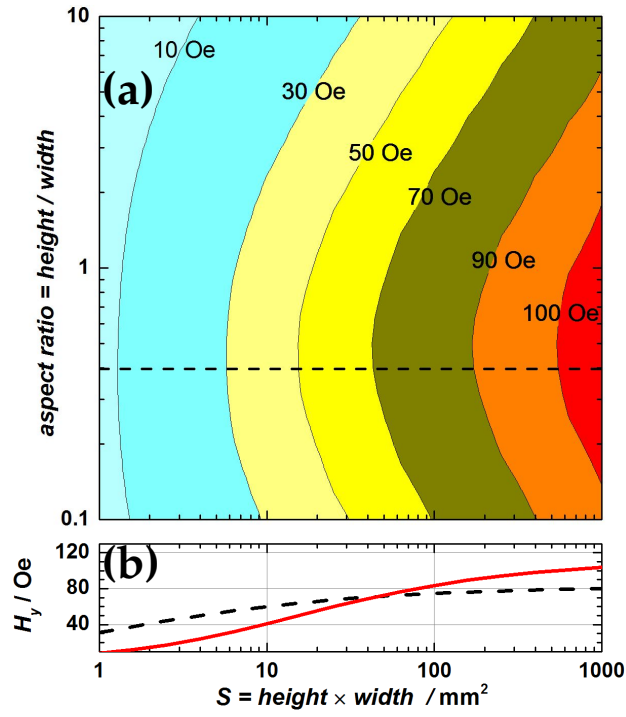 10
(a)
10 Oe
30 Oe
50 Oe
70 Oe
90 Oe
100 Oe
1
0.1
aspect ratio = height / width
(b)
120
80
40
H_y / Oe
1 10 100 1000
S = height × width / mm²